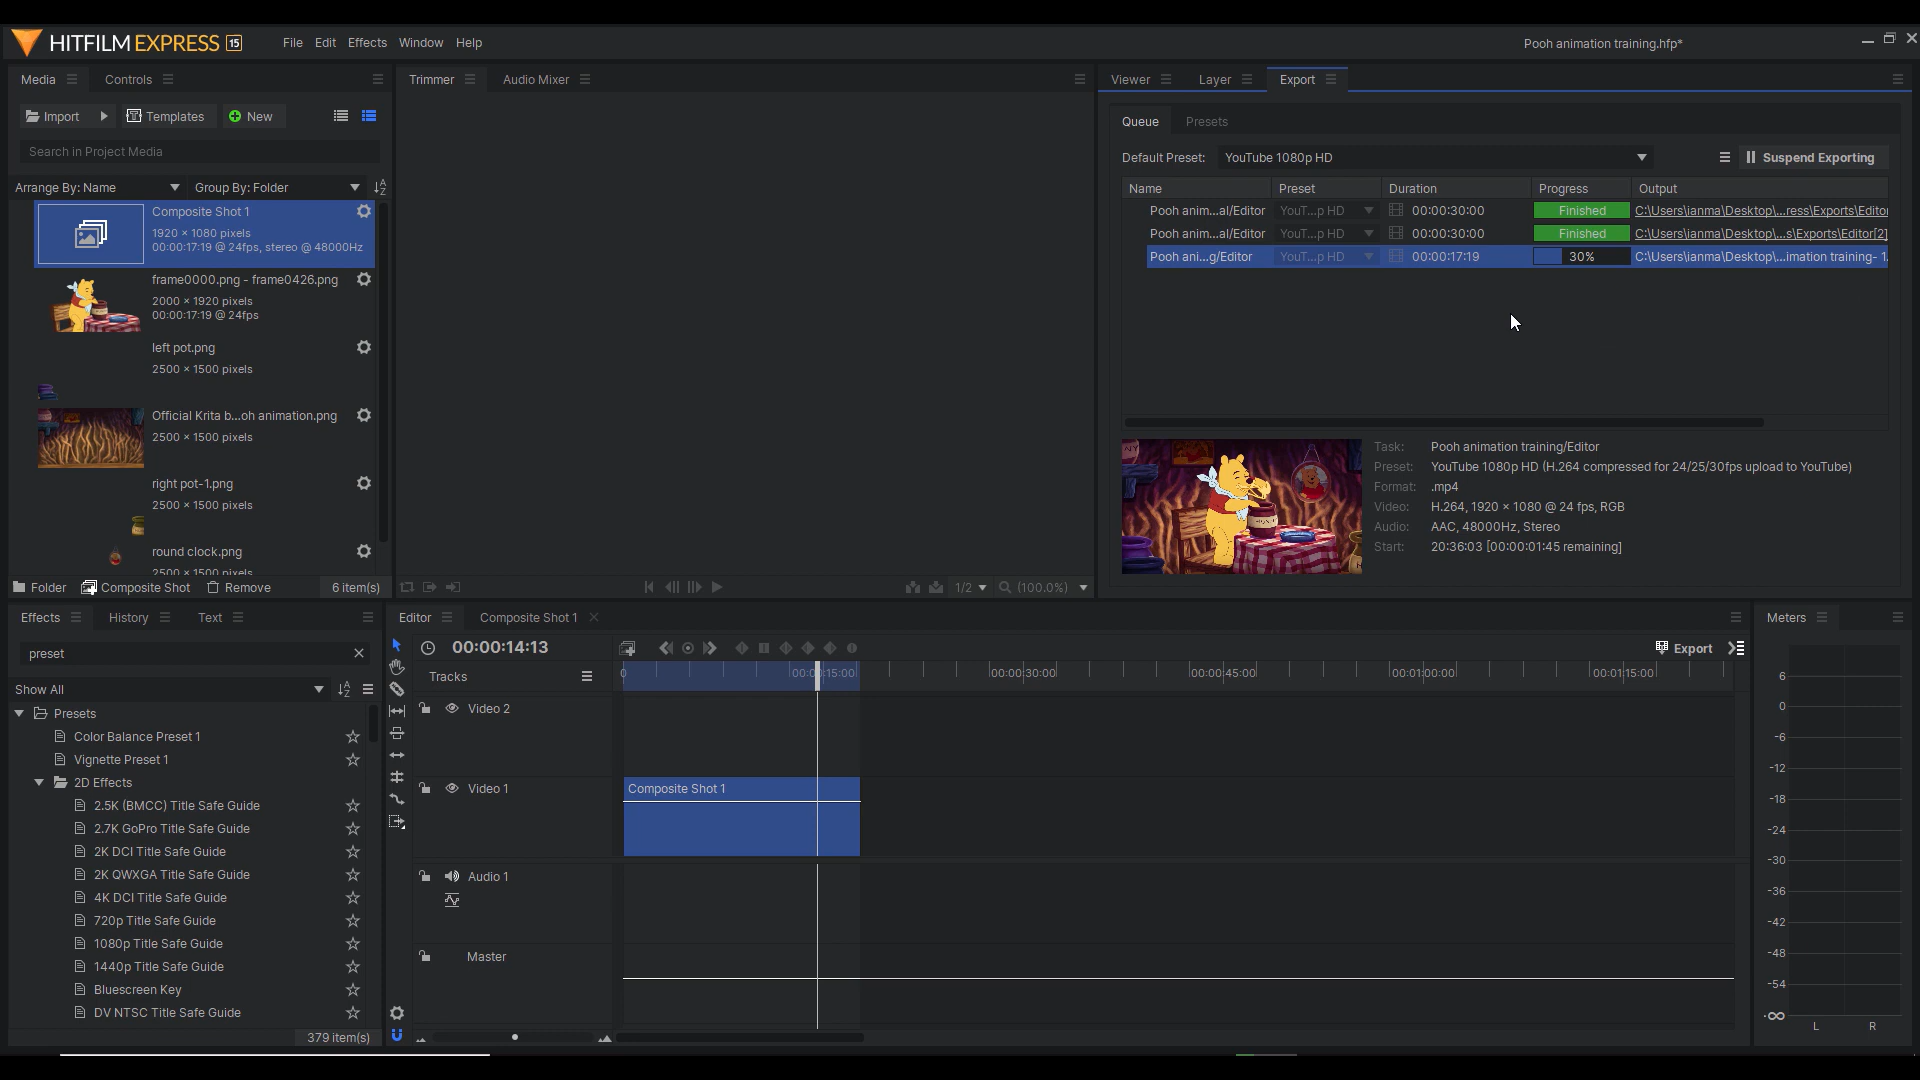 HITFILM EXPRESS 15
File Edit Effects Window Help
Pooh animation training.hfp*
Media Controls
Import Templates New
Search in Project Media
Arrange By: Name Group By: Folder
Composite Shot 1
1920 × 1080 pixels
00:00:17:19 @ 24fps, stereo @ 48000Hz
frame0000.png - frame0426.png
2000 × 1920 pixels
00:00:17:19 @ 24fps
left pot.png
2500 × 1500 pixels
Official Krita b...oh animation.png
2500 × 1500 pixels
right pot-1.png
2500 × 1500 pixels
round clock.png
2500 × 1500 pixels
Folder Composite Shot Remove 6 item(s)
Trimmer Audio Mixer
1/2 (100.0%)
Viewer Layer Export
Queue Presets
Default Preset: YouTube 1080p HD Suspend Exporting
Name Preset Duration Progress Output
Pooh anim...al/Editor YouT...p HD 00:00:30:00 Finished C:\Users\ianma\Desktop\...ress\Exports\Editor
Pooh anim...al/Editor YouT...p HD 00:00:30:00 Finished C:\Users\ianma\Desktop\...s\Exports\Editor[2]
Pooh ani...g/Editor YouT...p HD 00:00:17:19 30% C:\Users\ianma\Desktop\...imation training- 1.
Task: Pooh animation training/Editor
Preset: YouTube 1080p HD (H.264 compressed for 24/25/30fps upload to YouTube)
Format: .mp4
Video: H.264, 1920 × 1080 @ 24 fps, RGB
Audio: AAC, 48000Hz, Stereo
Start: 20:36:03 [00:00:01:45 remaining]
Effects History Text
preset
Show All
Presets
Color Balance Preset 1
Vignette Preset 1
2D Effects
2.5K (BMCC) Title Safe Guide
2.7K GoPro Title Safe Guide
2K DCI Title Safe Guide
2K QWXGA Title Safe Guide
4K DCI Title Safe Guide
720p Title Safe Guide
1080p Title Safe Guide
1440p Title Safe Guide
Bluescreen Key
DV NTSC Title Safe Guide
379 item(s)
Editor Composite Shot 1
00:00:14:13 Export
Tracks 0 00:00:15:00 00:00:30:00 00:00:45:00 00:01:00:00 00:01:15:00
Video 2
Video 1 Composite Shot 1
Audio 1
Master
Meters
6
0
-6
-12
-18
-24
-30
-36
-42
-48
-54
-∞
L R